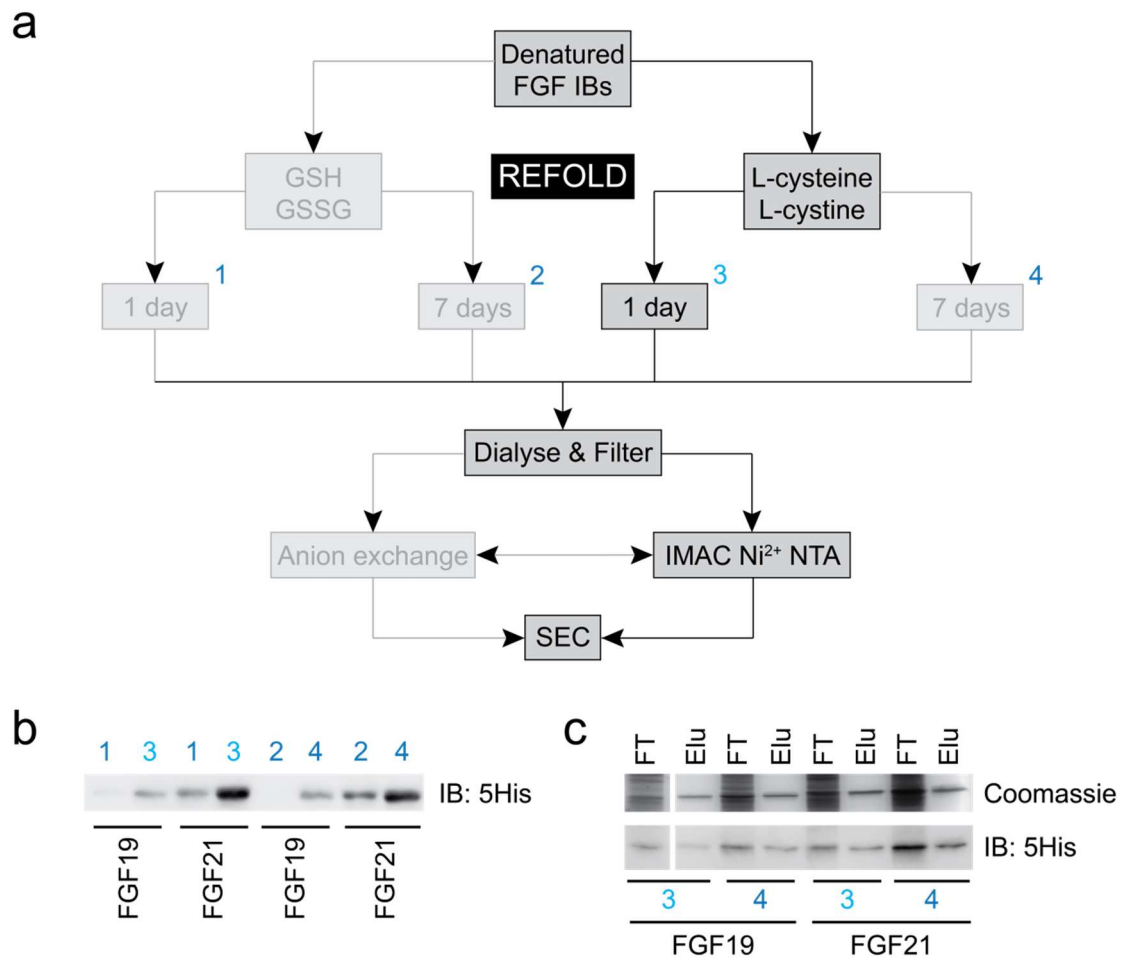 a
Denatured
FGF IBs
GSH
GSSG
REFOLD
L-cysteine
L-cystine
1
2
3
4
1 day
7 days
1 day
7 days
Dialyse & Filter
Anion exchange
IMAC Ni²⁺ NTA
SEC
b
1 3 1 3 2 4 2 4
IB: 5His
FGF19
FGF21
FGF19
FGF21
c
FT
Elu
FT
Elu
FT
Elu
FT
Elu
Coomassie
IB: 5His
3 4 3 4
FGF19 FGF21